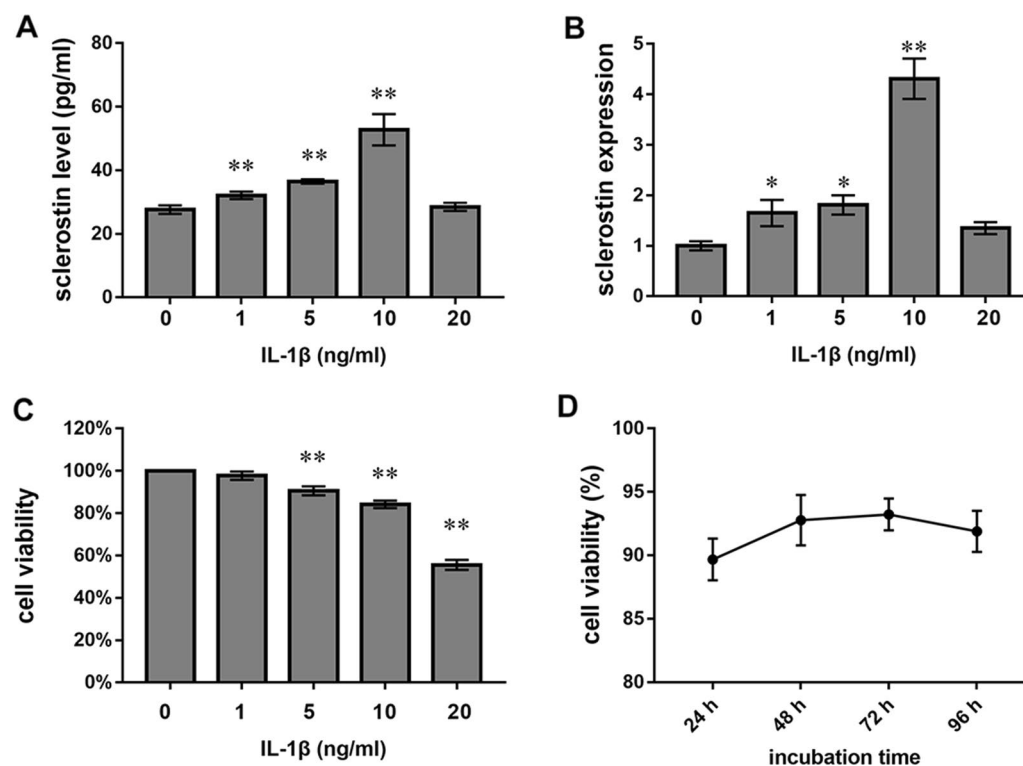 A
sclerostin level (pg/ml)
80
60
40
20
0
**
**
**
0 1 5 10 20
IL-1β (ng/ml)
B
sclerostin expression
5
4
3
2
1
0
*
*
**
0 1 5 10 20
IL-1β (ng/ml)
C
cell viability
120%
100%
80%
60%
40%
20%
0%
**
**
**
0 1 5 10 20
IL-1β (ng/ml)
D
cell viability (%)
100
95
90
85
80
24 h 48 h 72 h 96 h
incubation time